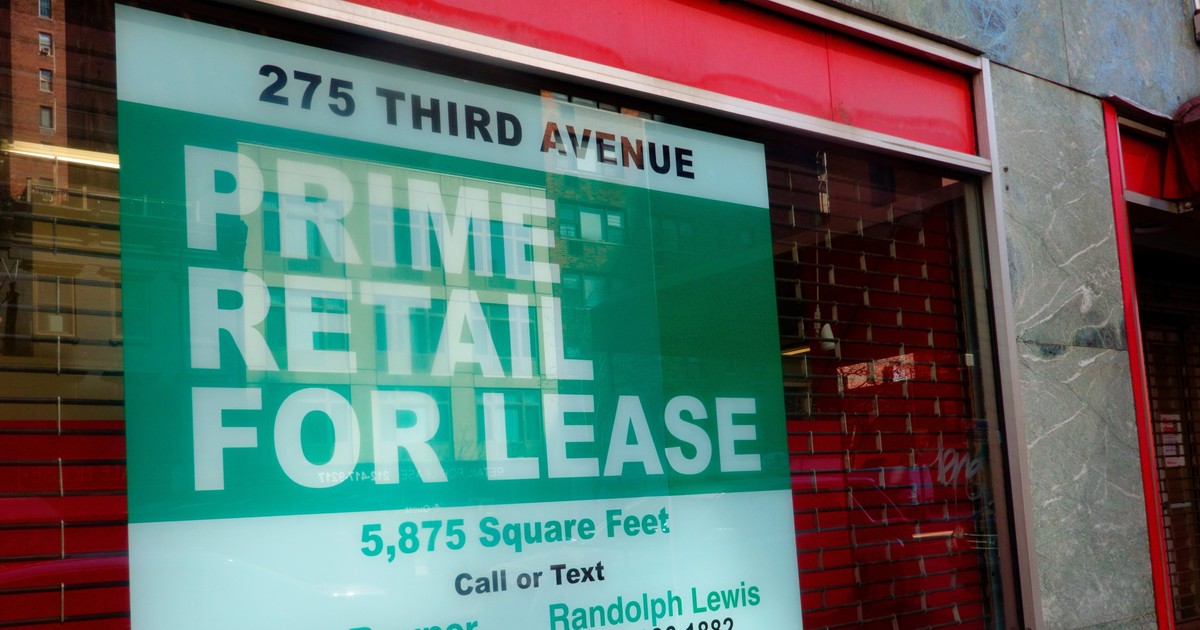 275 THIRD AVENUE
PRIME
RETAIL
FOR LEASE
5,875 Square Feet
Call or Text
Randolph Lewis